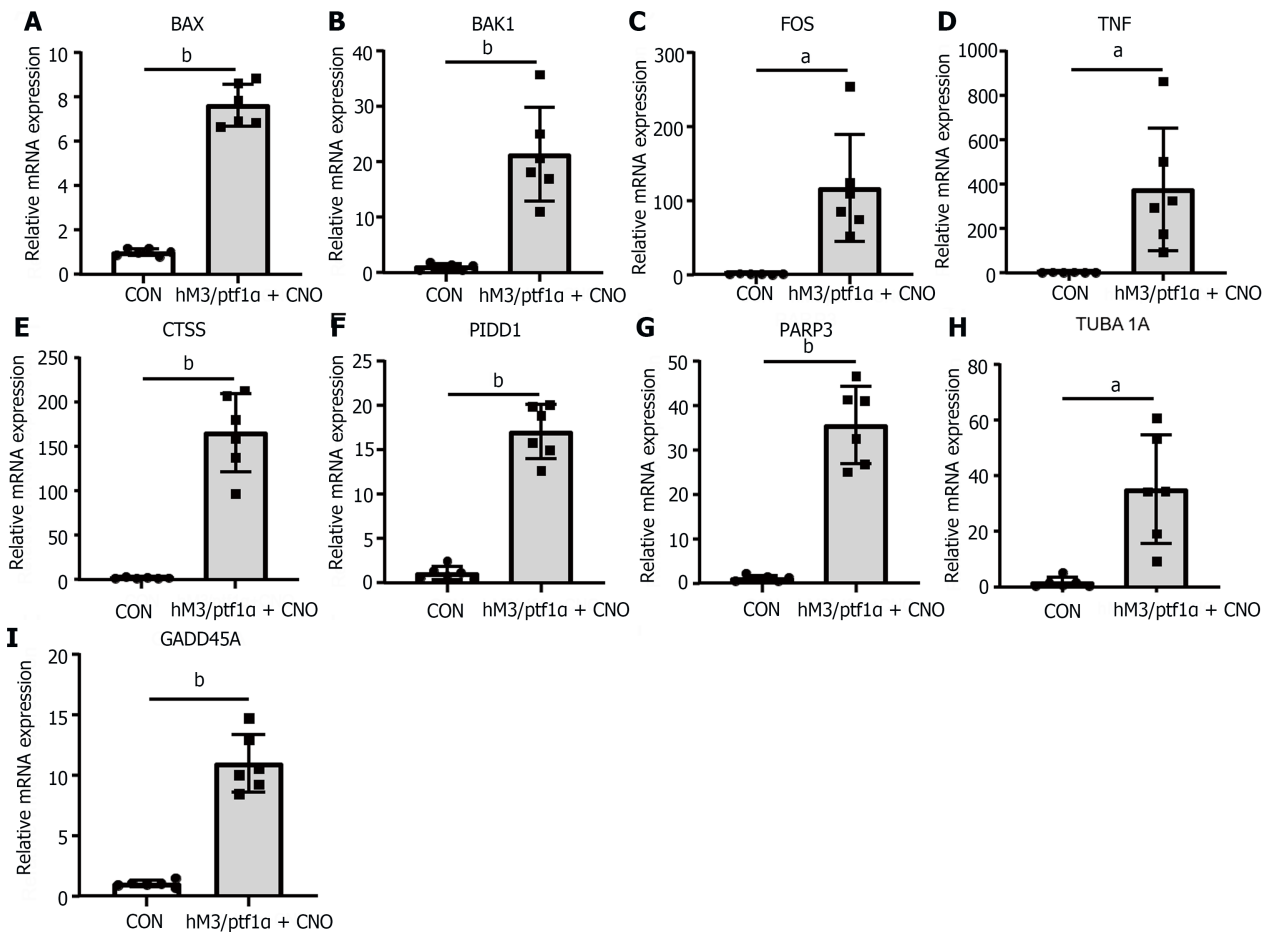 A
BAX
Relative mRNA expression
10
8
6
4
2
0
b
CON
hM3/ptf1α + CNO
B
BAK1
Relative mRNA expression
40
30
20
10
0
b
CON
hM3/ptf1α + CNO
C
FOS
Relative mRNA expression
300
200
100
0
a
CON
hM3/ptf1α + CNO
D
TNF
Relative mRNA expression
1000
800
600
400
200
0
a
CON
hM3/ptf1α + CNO
E
CTSS
Relative mRNA expression
250
200
150
100
50
0
b
CON
hM3/ptf1α + CNO
F
PIDD1
Relative mRNA expression
25
20
15
10
5
0
b
CON
hM3/ptf1α + CNO
G
PARP3
Relative mRNA expression
50
40
30
20
10
0
b
CON
hM3/ptf1α + CNO
H
TUBA 1A
Relative mRNA expression
80
60
40
20
0
a
CON
hM3/ptf1α + CNO
I
GADD45A
Relative mRNA expression
20
15
10
5
0
b
CON
hM3/ptf1α + CNO